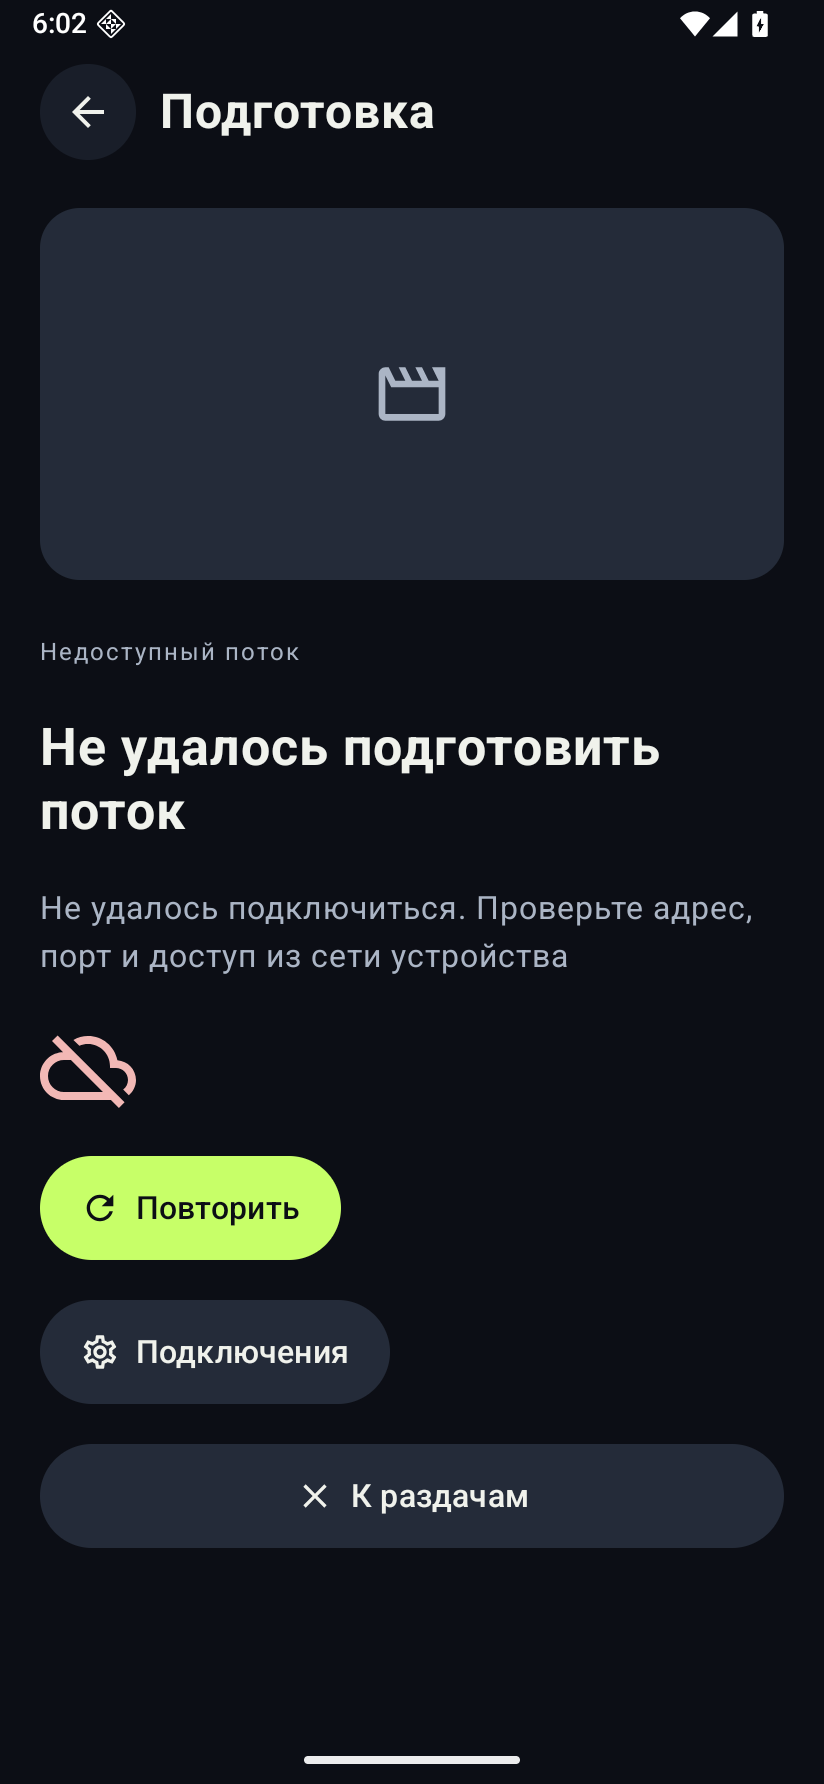 6:02
Подготовка
Недоступный поток
Не удалось подготовить
поток
Не удалось подключиться. Проверьте адрес,
порт и доступ из сети устройства
Повторить
Подключения
К раздачам